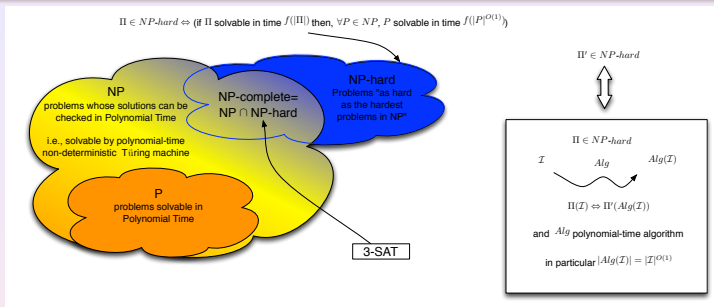 Π ∈ NP-hard ⇔ (if Π solvable in time f(|Π|) then, ∀P ∈ NP, P solvable in time f(|P|^{O(1)}))
NP
problems whose solutions can be
checked in Polynomial Time
i.e., solvable by polynomial-time
non-deterministic Türing machine
NP-complete=
NP ∩ NP-hard
NP-hard
Problems "as hard
as the hardest
problems in NP"
P
problems solvable in
Polynomial Time
3-SAT
Π′ ∈ NP-hard
Π ∈ NP-hard
I Alg Alg(I)
Π(I) ⇔ Π′(Alg(I))
and Alg polynomial-time algorithm
in particular |Alg(I)| = |I|^{O(1)}